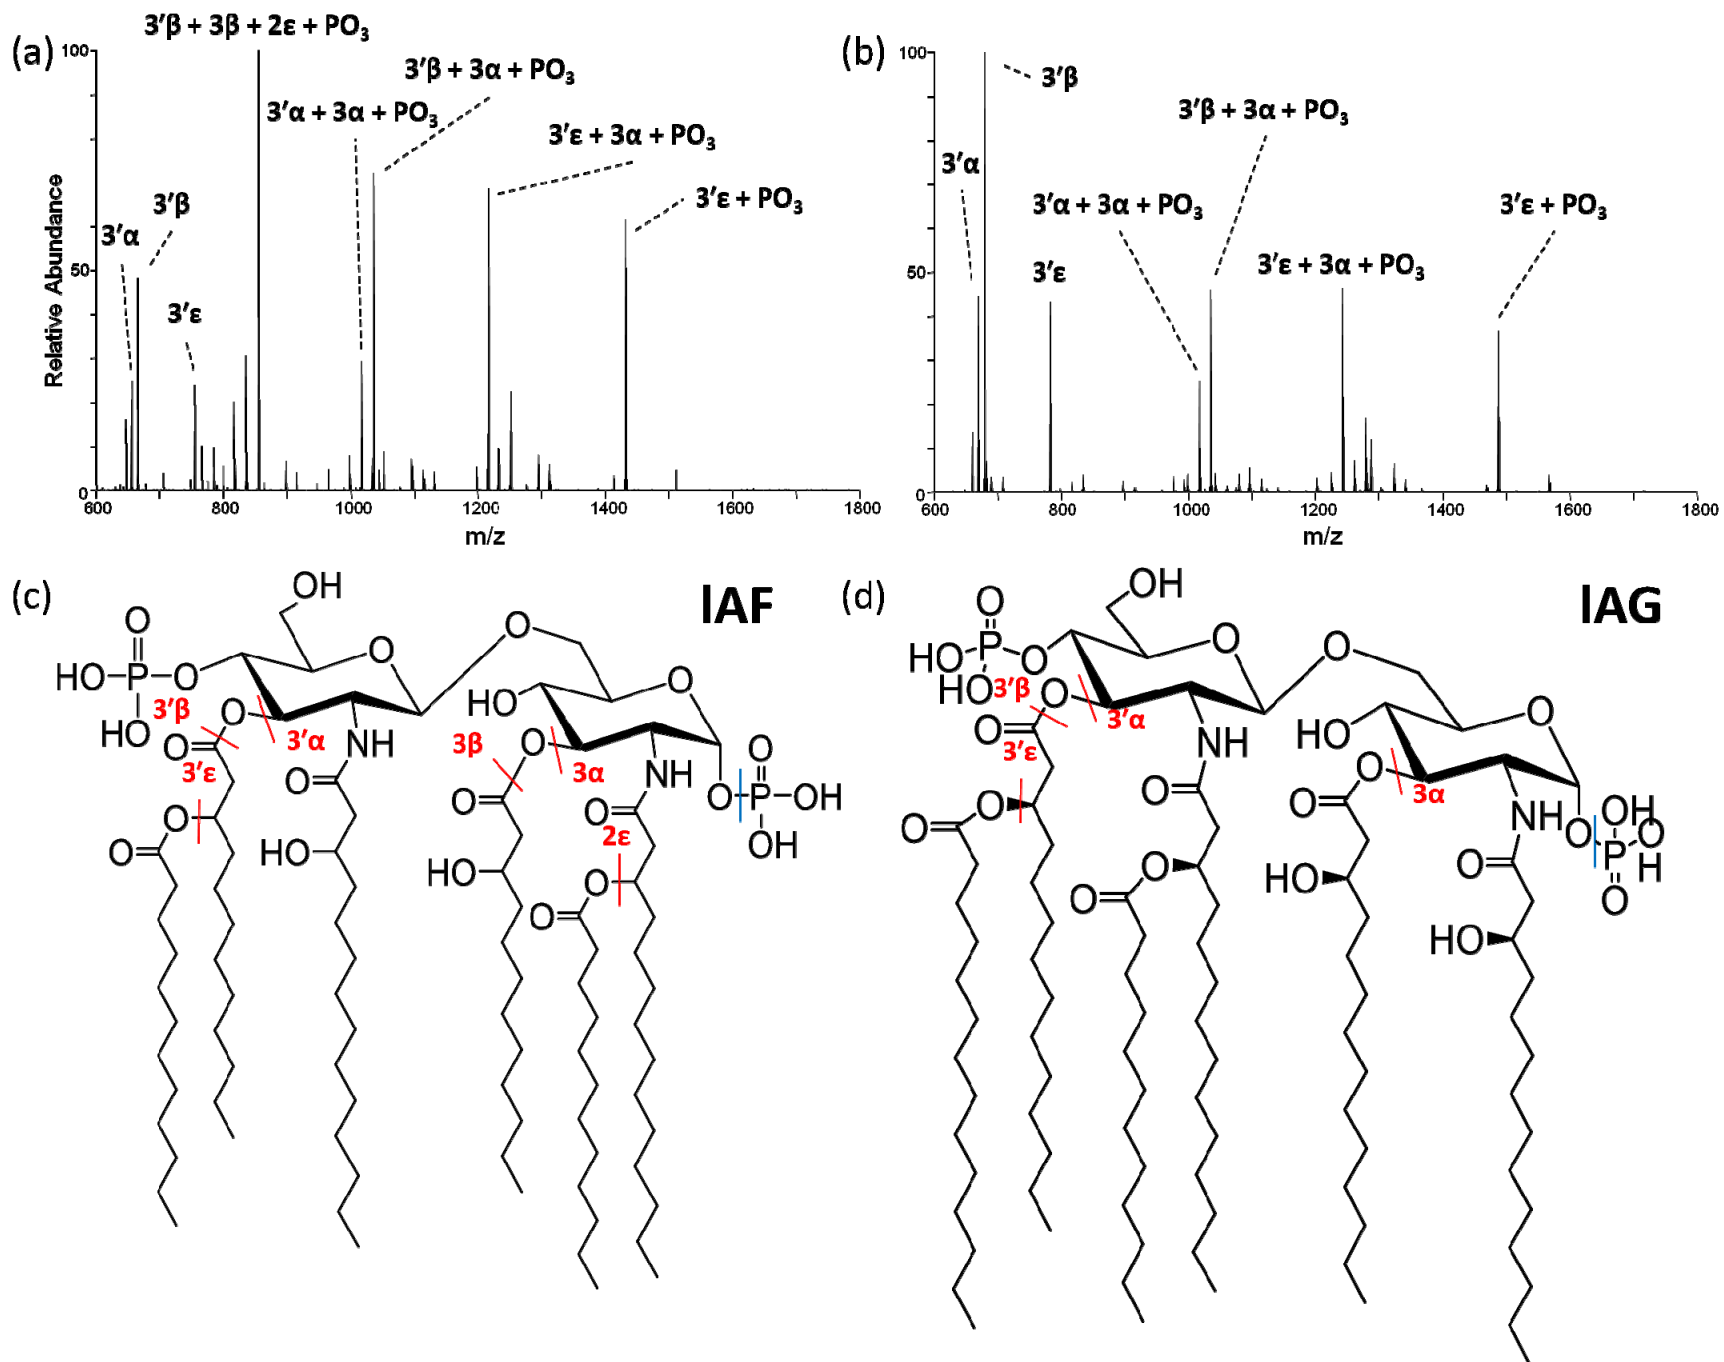 (a)
3′β + 3β + 2ε + PO₃
3′β + 3α + PO₃
3′α + 3α + PO₃
3′ε + 3α + PO₃
3′ε + PO₃
3′β
3′α
3′ε
100
50
0
Relative Abundance
600 800 1000 1200 1400 1600 1800
m/z
(b)
3′β
3′β + 3α + PO₃
3′α
3′α + 3α + PO₃
3′ε + PO₃
3′ε
3′ε + 3α + PO₃
100
50
0
600 800 1000 1200 1400 1600 1800
m/z
(c)
lAF
OH
O
HO P O O
HO
O
O
HO
O
3′β
O
3′α
O
3′ε
NH
O
3β
O
3α
NH
O
O P OH
OH
O
O
O
2ε
O
HO
HO
O
O
(d)
lAG
OH
O
HO P O O
HO
O
O
HO
O
3′β
O
3′α
O
3′ε
NH
O
3α
O
NH
OH
O P O
H
O
O
O
O
O
O
O
HO
HO